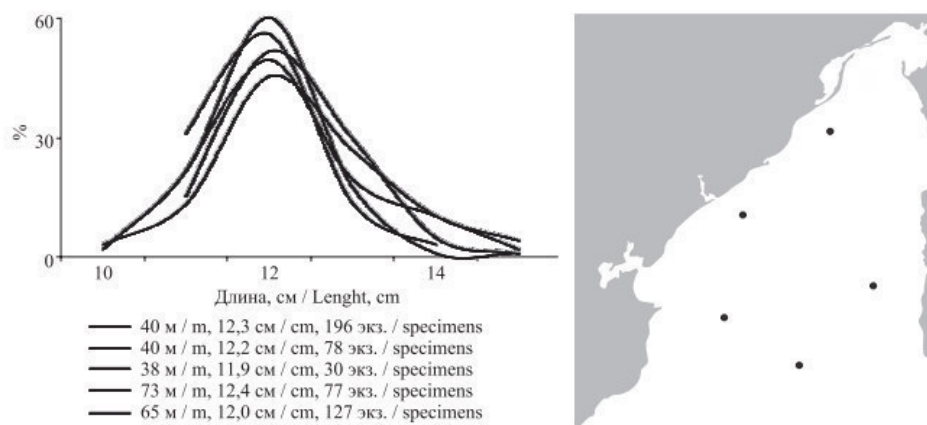 60
30
0
%
10 12 14
Длина, см / Lenght, cm
40 м / m, 12,3 см / cm, 196 экз. / specimens
40 м / m, 12,2 см / cm, 78 экз. / specimens
38 м / m, 11,9 см / cm, 30 экз. / specimens
73 м / m, 12,4 см / cm, 77 экз. / specimens
65 м / m, 12,0 см / cm, 127 экз. / specimens